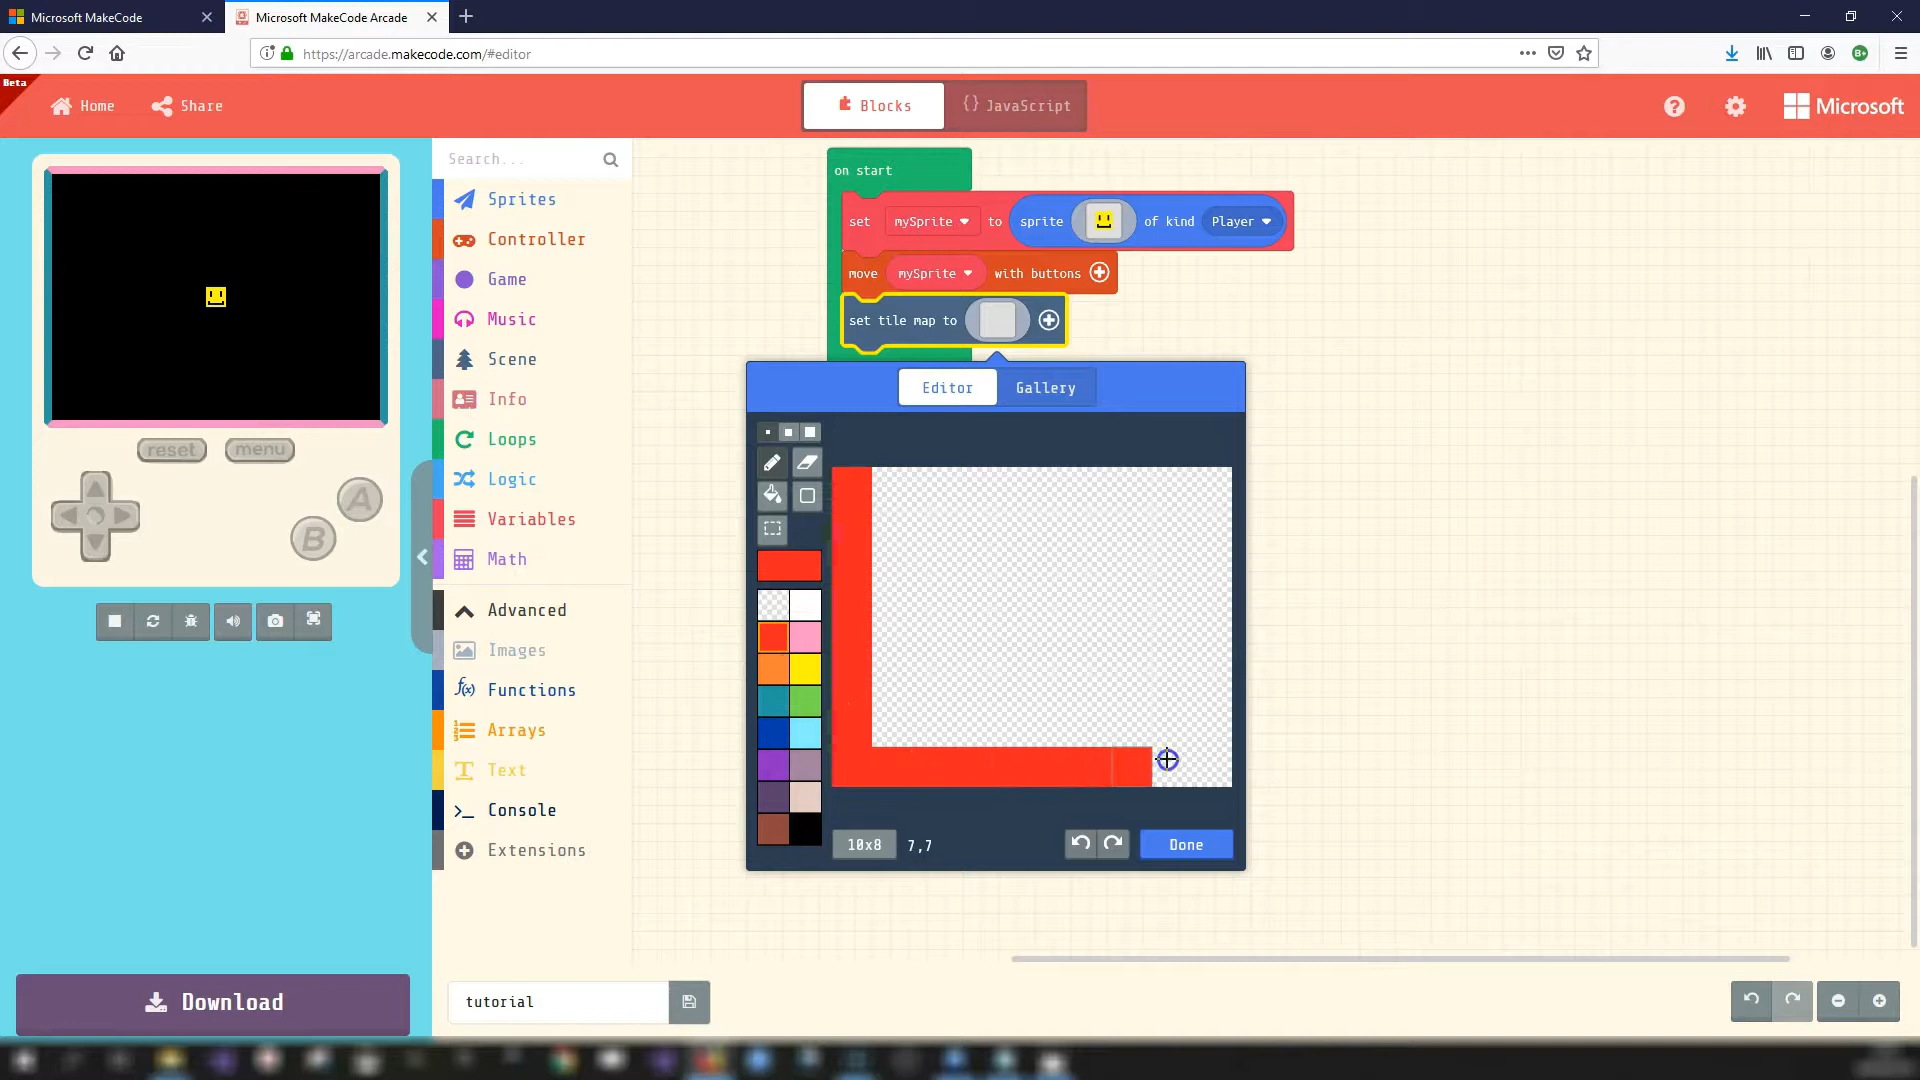 Microsoft MakeCode
Microsoft MakeCode Arcade
https://arcade.makecode.com/#editor
B+
Beta
Home
Share
Blocks
{} JavaScript
Microsoft
Search...
Sprites
Controller
Game
Music
Scene
Info
Loops
Logic
Variables
Math
Advanced
Images
Functions
Arrays
Text
Console
Extensions
reset
menu
A
B
on start
set mySprite to sprite of kind Player
move mySprite with buttons
set tile map to
Editor
Gallery
10x8
7,7
Done
Download
tutorial